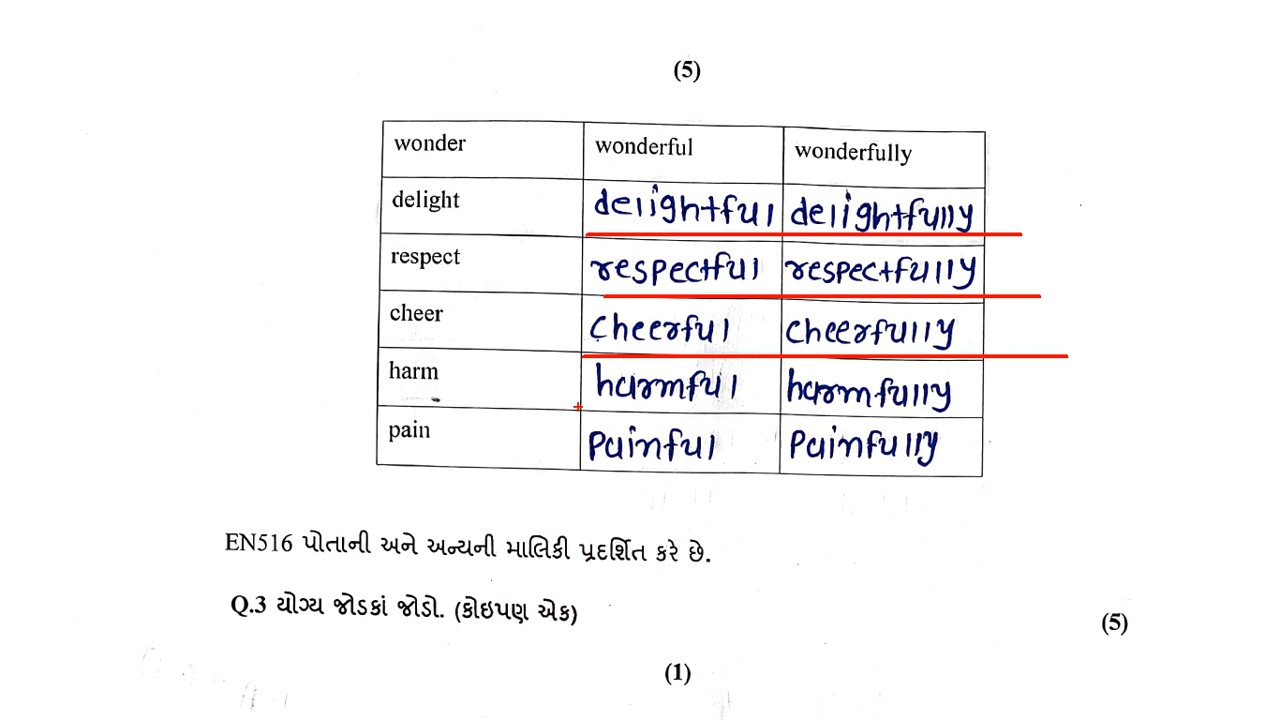 (5)
wonder wonderful wonderfully
delight delightful delightfully
respect respectful respectfully
cheer cheerful cheerfully
harm harmful harmfully
pain painful painfully
EN516 પોતાની અને અન્યની માલિકી પ્રદર્શિત કરે છે.
Q.3 યોગ્ય જોડકાં જોડો. (કોઇપણ એક)
(5)
(1)